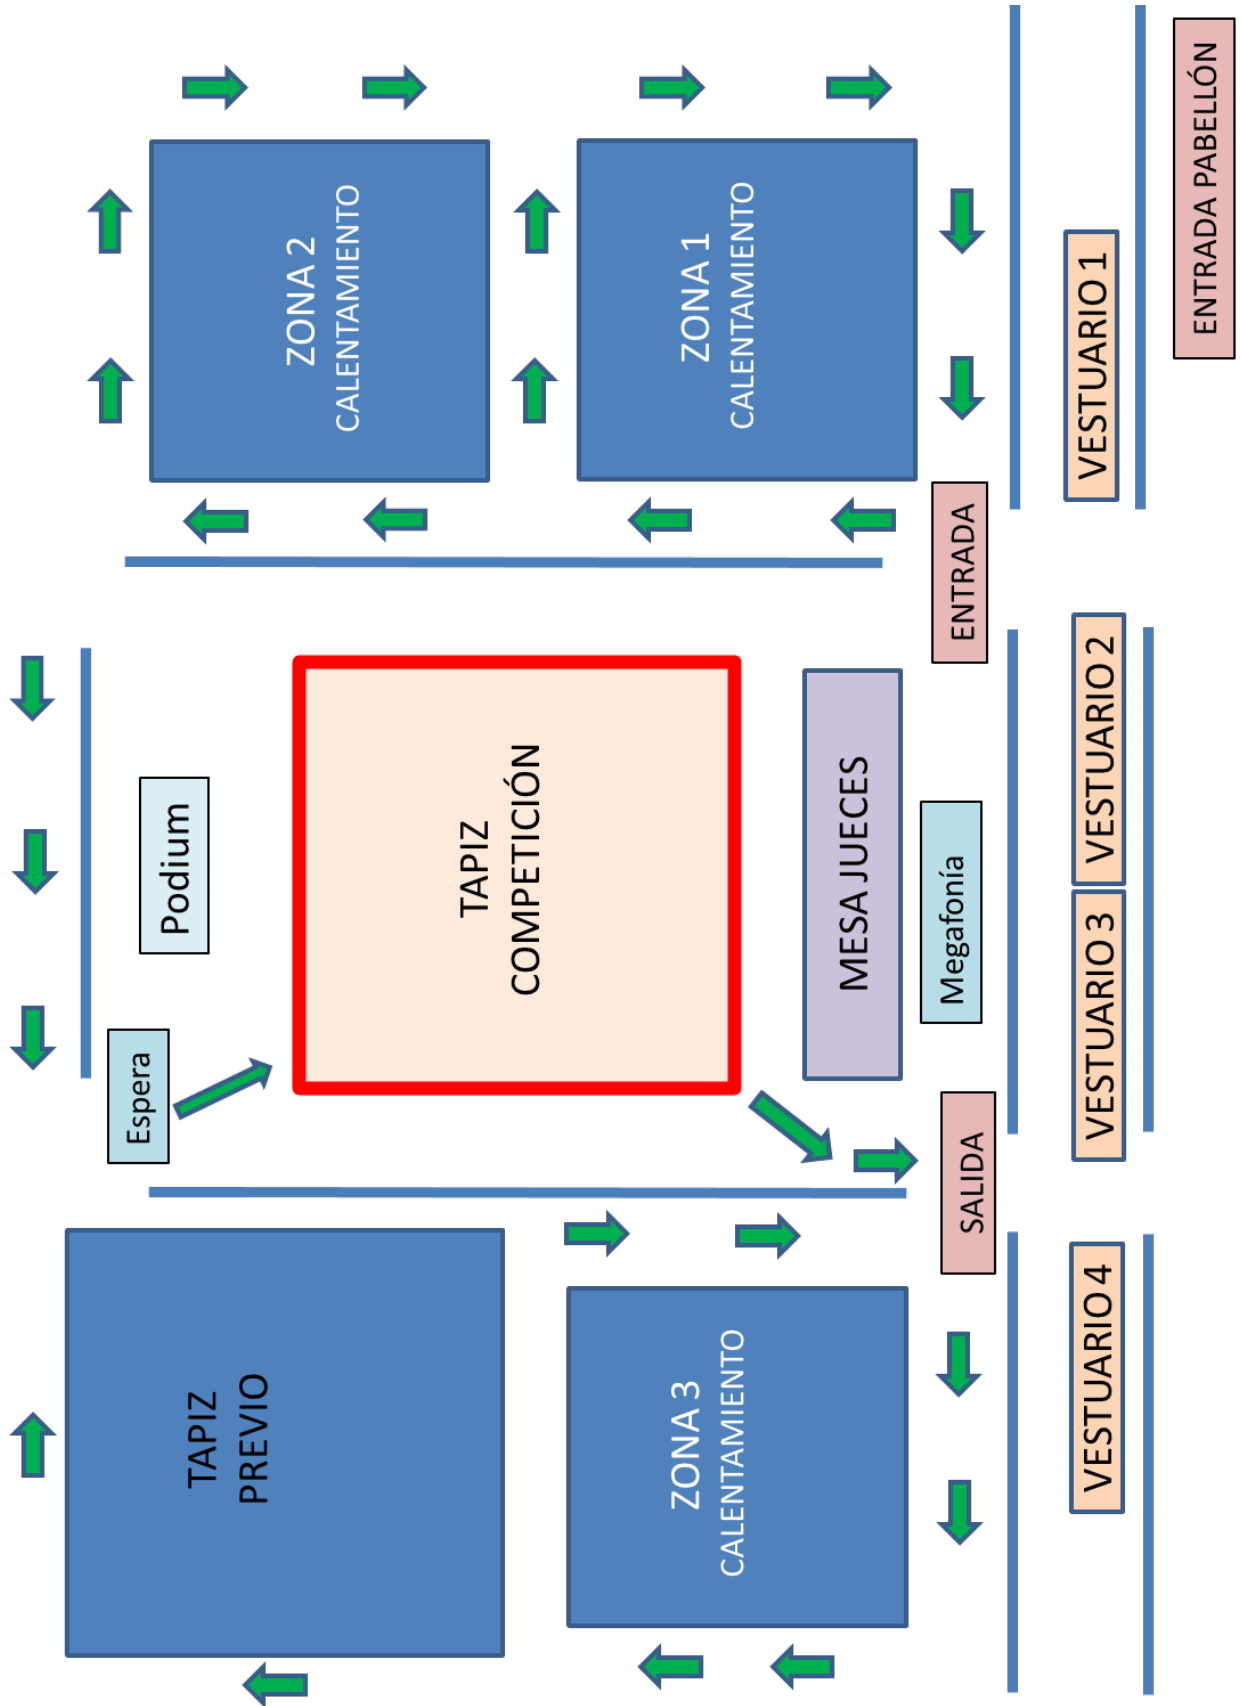 ENTRADA PABELLÓN
VESTUARIO 1
VESTUARIO 2
VESTUARIO 3
VESTUARIO 4
ENTRADA
SALIDA
Megafonía
MESA JUECES
ZONA 1
CALENTAMIENTO
ZONA 2
CALENTAMIENTO
ZONA 3
CALENTAMIENTO
TAPIZ
COMPETICIÓN
TAPIZ
PREVIO
Podium
Espera